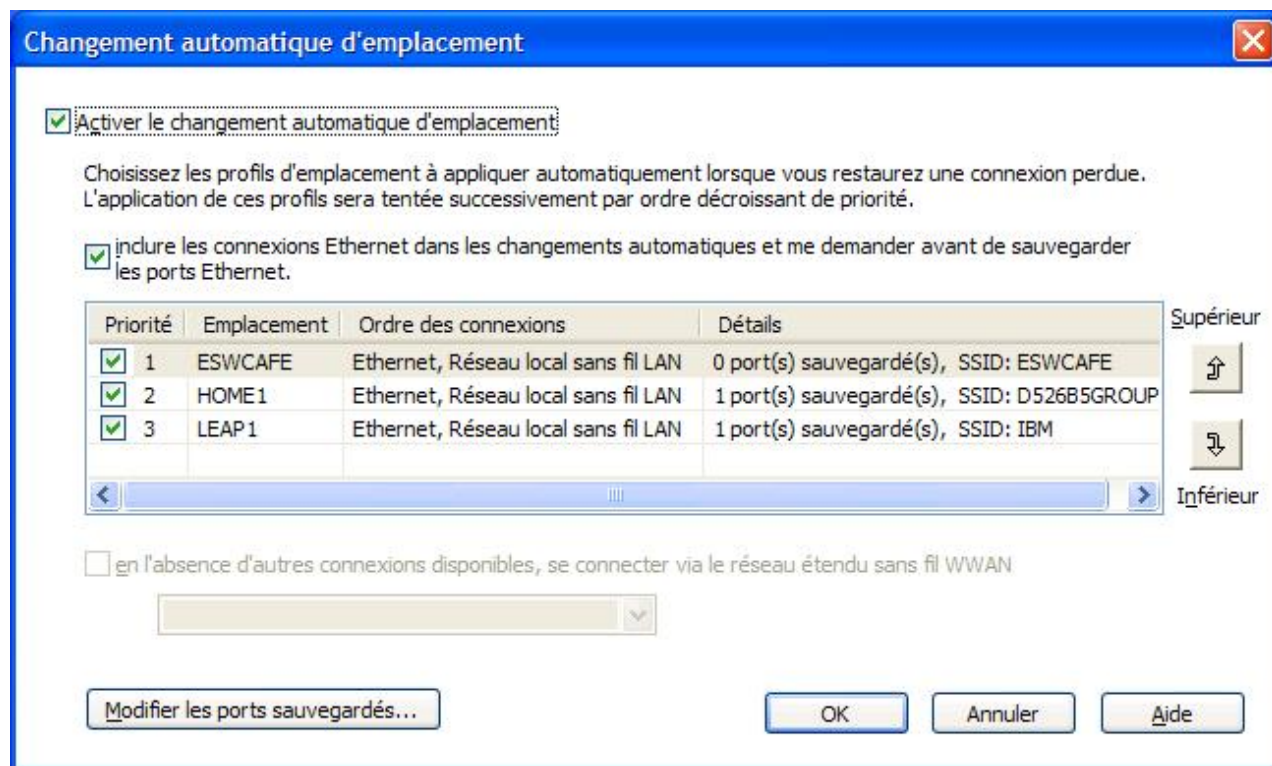 Changement automatique d'emplacement
Activer le changement automatique d'emplacement
Choisissez les profils d'emplacement à appliquer automatiquement lorsque vous restaurez une connexion perdue.
L'application de ces profils sera tentée successivement par ordre décroissant de priorité.
inclure les connexions Ethernet dans les changements automatiques et me demander avant de sauvegarder
les ports Ethernet.
Priorité Emplacement Ordre des connexions Détails
1 ESWCAFE Ethernet, Réseau local sans fil LAN 0 port(s) sauvegardé(s), SSID: ESWCAFE
2 HOME1 Ethernet, Réseau local sans fil LAN 1 port(s) sauvegardé(s), SSID: D526B5GROUP
3 LEAP1 Ethernet, Réseau local sans fil LAN 1 port(s) sauvegardé(s), SSID: IBM
Supérieur
Inférieur
en l'absence d'autres connexions disponibles, se connecter via le réseau étendu sans fil WWAN
Modifier les ports sauvegardés... OK Annuler Aide